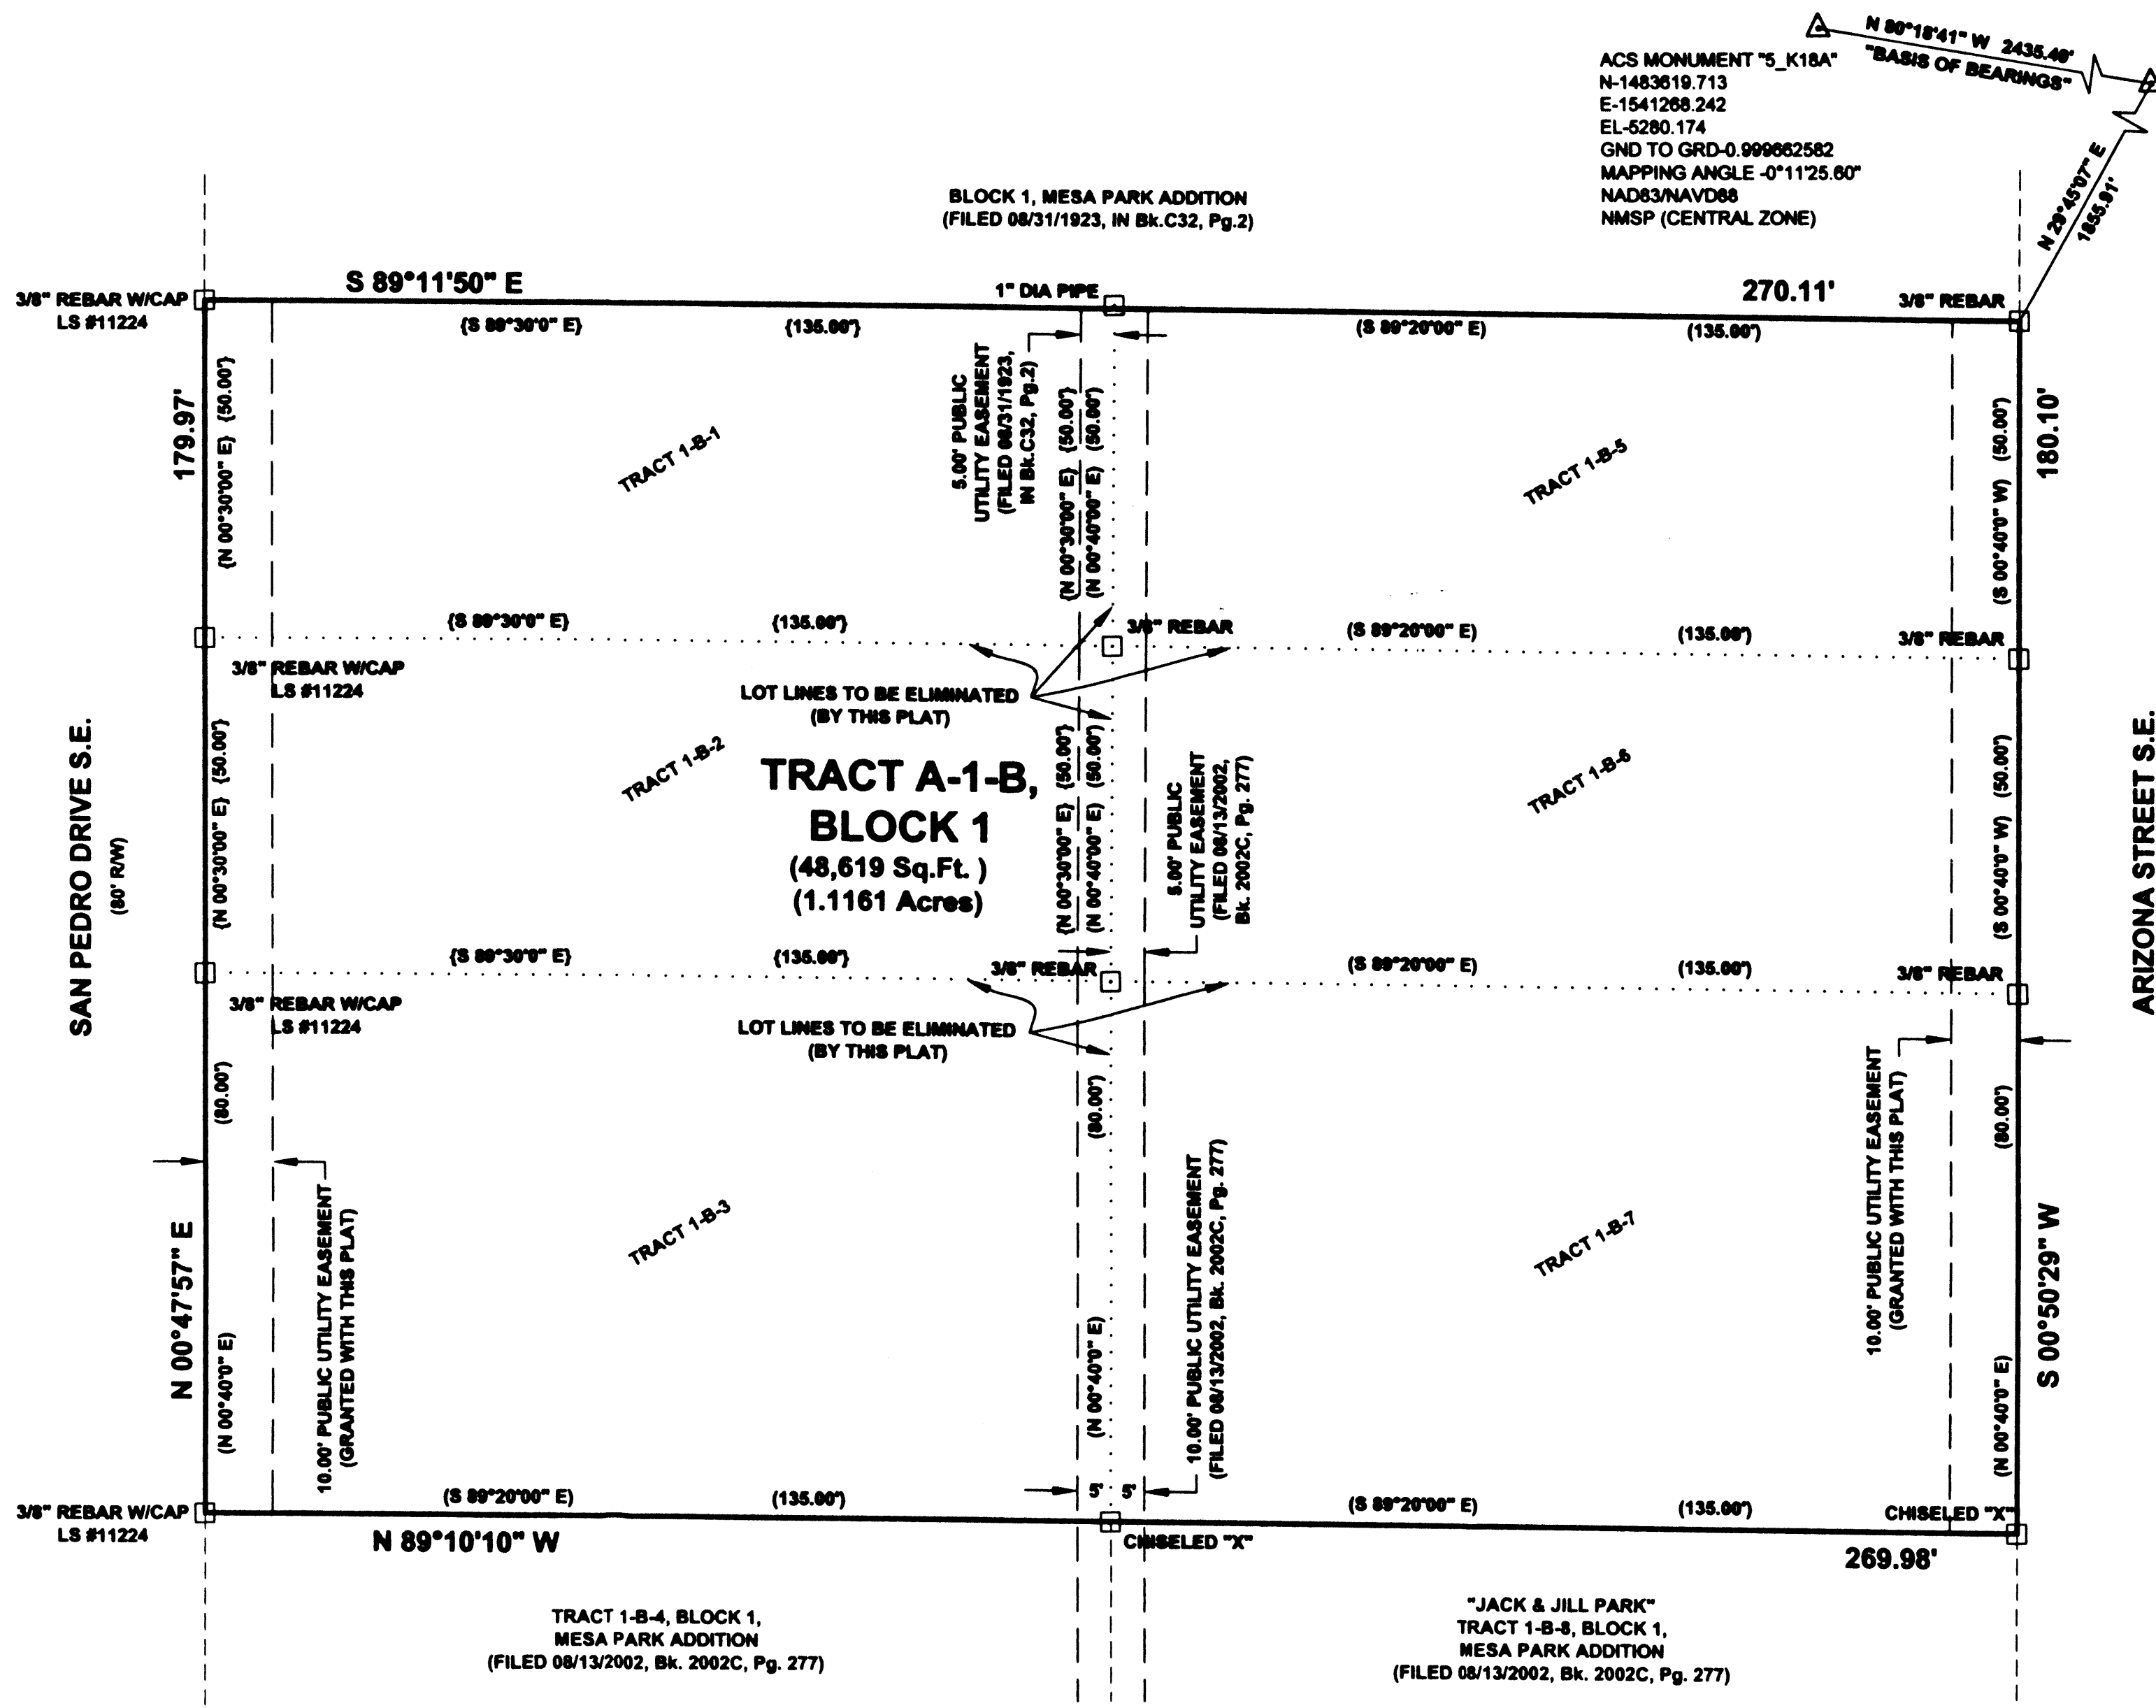 N 80°18'41" W 2435.49'
"BASIS OF BEARINGS"
ACS MONUMENT "5_K18A"
N-1483619.713
E-1541268.242
EL-5280.174
GND TO GRD-0.999662582
MAPPING ANGLE -0°11'25.60"
NAD83/NAVD88
NMSP (CENTRAL ZONE)
N 29°45'07" E
1855.91'
BLOCK 1, MESA PARK ADDITION
(FILED 08/31/1923, IN Bk.C32, Pg.2)
3/8" REBAR W/CAP
LS #11224
S 89°11'50" E
1" DIA PIPE
270.11'
3/8" REBAR
{S 89°30'0" E}
{135.00'}
(S 89°20'00" E)
(135.00')
179.97'
{N 00°30'00" E} {50.00'}
TRACT 1-B-1
5.00' PUBLIC
UTILITY EASEMENT
(FILED 08/31/1923,
IN Bk.C32, Pg.2)
{N 00°30'00" E} {50.00'}
(N 00°40'00" E) (50.00')
TRACT 1-B-5
(S 00°40'0" W) (50.00')
180.10'
{S 89°30'0" E}
{135.00'}
3/8" REBAR
(S 89°20'00" E)
(135.00')
3/8" REBAR
3/8" REBAR W/CAP
LS #11224
LOT LINES TO BE ELIMINATED
(BY THIS PLAT)
SAN PEDRO DRIVE S.E.
(80' R/W)
{N 00°30'00" E} {50.00'}
TRACT 1-B-2
TRACT A-1-B,
BLOCK 1
(48,619 Sq.Ft. )
(1.1161 Acres)
{N 00°30'00" E} {50.00'}
(N 00°40'00" E) (50.00')
5.00' PUBLIC
UTILITY EASEMENT
(FILED 08/13/2002,
Bk. 2002C, Pg. 277)
TRACT 1-B-6
(S 00°40'0" W) (50.00')
ARIZONA STREET S.E.
{S 89°30'0" E}
{135.00'}
3/8" REBAR
(S 89°20'00" E)
(135.00')
3/8" REBAR
3/8" REBAR W/CAP
LS #11224
LOT LINES TO BE ELIMINATED
(BY THIS PLAT)
(80.00')
(80.00')
(80.00')
N 00°47'57" E
(N 00°40'0" E)
10.00' PUBLIC UTILITY EASEMENT
(GRANTED WITH THIS PLAT)
TRACT 1-B-3
(N 00°40'0" E)
10.00' PUBLIC UTILITY EASEMENT
(FILED 08/13/2002, Bk. 2002C, Pg. 277)
TRACT 1-B-7
10.00' PUBLIC UTILITY EASEMENT
(GRANTED WITH THIS PLAT)
(N 00°40'0" E)
S 00°50'29" W
3/8" REBAR W/CAP
LS #11224
(S 89°20'00" E)
(135.00')
5' 5'
(S 89°20'00" E)
(135.00')
CHISELED "X"
N 89°10'10" W
CHISELED "X"
269.98'
TRACT 1-B-4, BLOCK 1,
MESA PARK ADDITION
(FILED 08/13/2002, Bk. 2002C, Pg. 277)
"JACK & JILL PARK"
TRACT 1-B-8, BLOCK 1,
MESA PARK ADDITION
(FILED 08/13/2002, Bk. 2002C, Pg. 277)